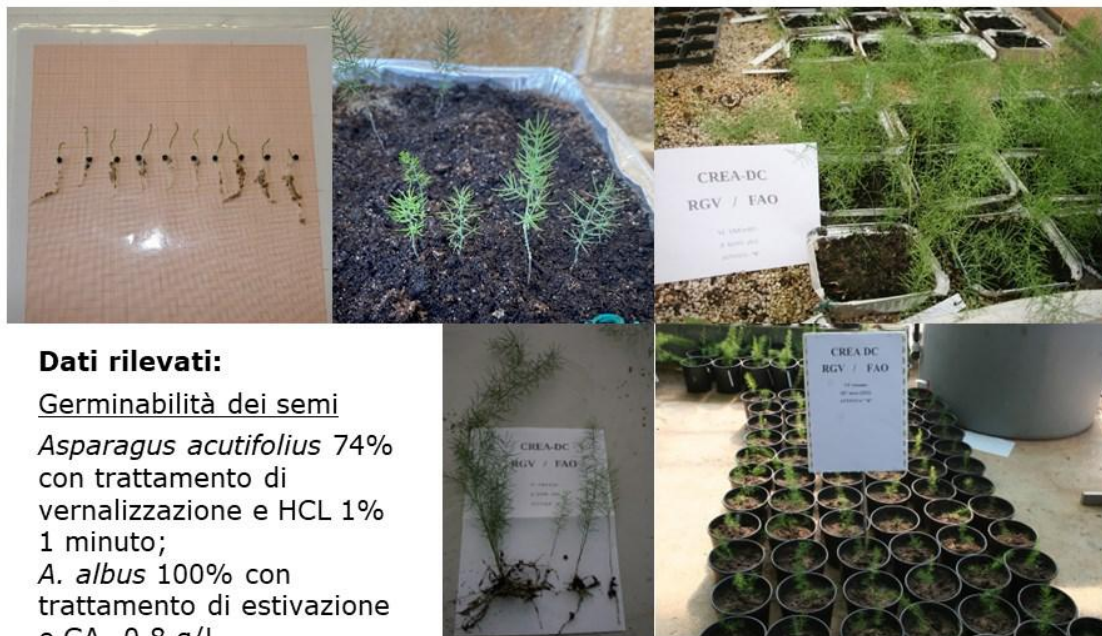 CREA-DC
RGV / FAO
Dati rilevati:
Germinabilità dei semi
Asparagus acutifolius 74%
con trattamento di
vernalizzazione e HCL 1%
1 minuto;
A. albus 100% con
trattamento di estivazione
CREA-DC
RGV / FAO
CREA DC
RGV / FAO